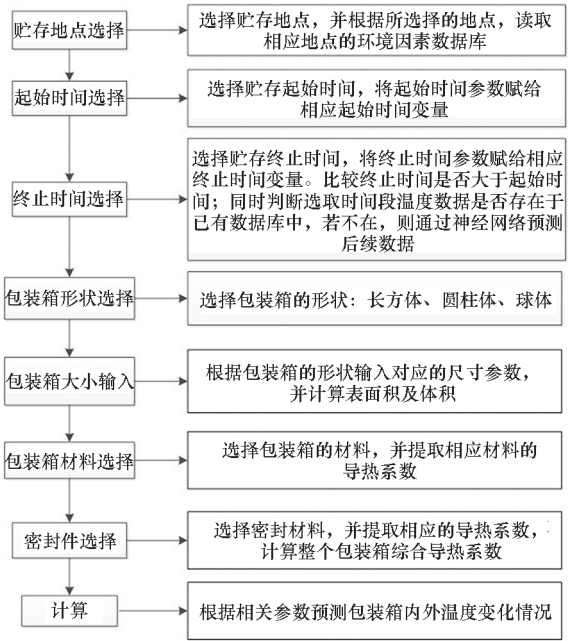 贮存地点选择
选择贮存地点，并根据所选择的地点，读取
相应地点的环境因素数据库
起始时间选择
选择贮存起始时间，将起始时间参数赋给
相应起始时间变量
终止时间选择
选择贮存终止时间，将终止时间参数赋给相应
终止时间变量。比较终止时间是否大于起始时
间；同时判断选取时间段温度数据是否存在于
已有数据库中，若不在，则通过神经网络预测
后续数据
包装箱形状选择
选择包装箱的形状：长方体、圆柱体、球体
包装箱大小输入
根据包装箱的形状输入对应的尺寸参数，
并计算表面积及体积
包装箱材料选择
选择包装箱的材料，并提取相应材料的
导热系数
密封件选择
选择密封材料，并提取相应的导热系数，
计算整个包装箱综合导热系数
计算
根据相关参数预测包装箱内外温度变化情况